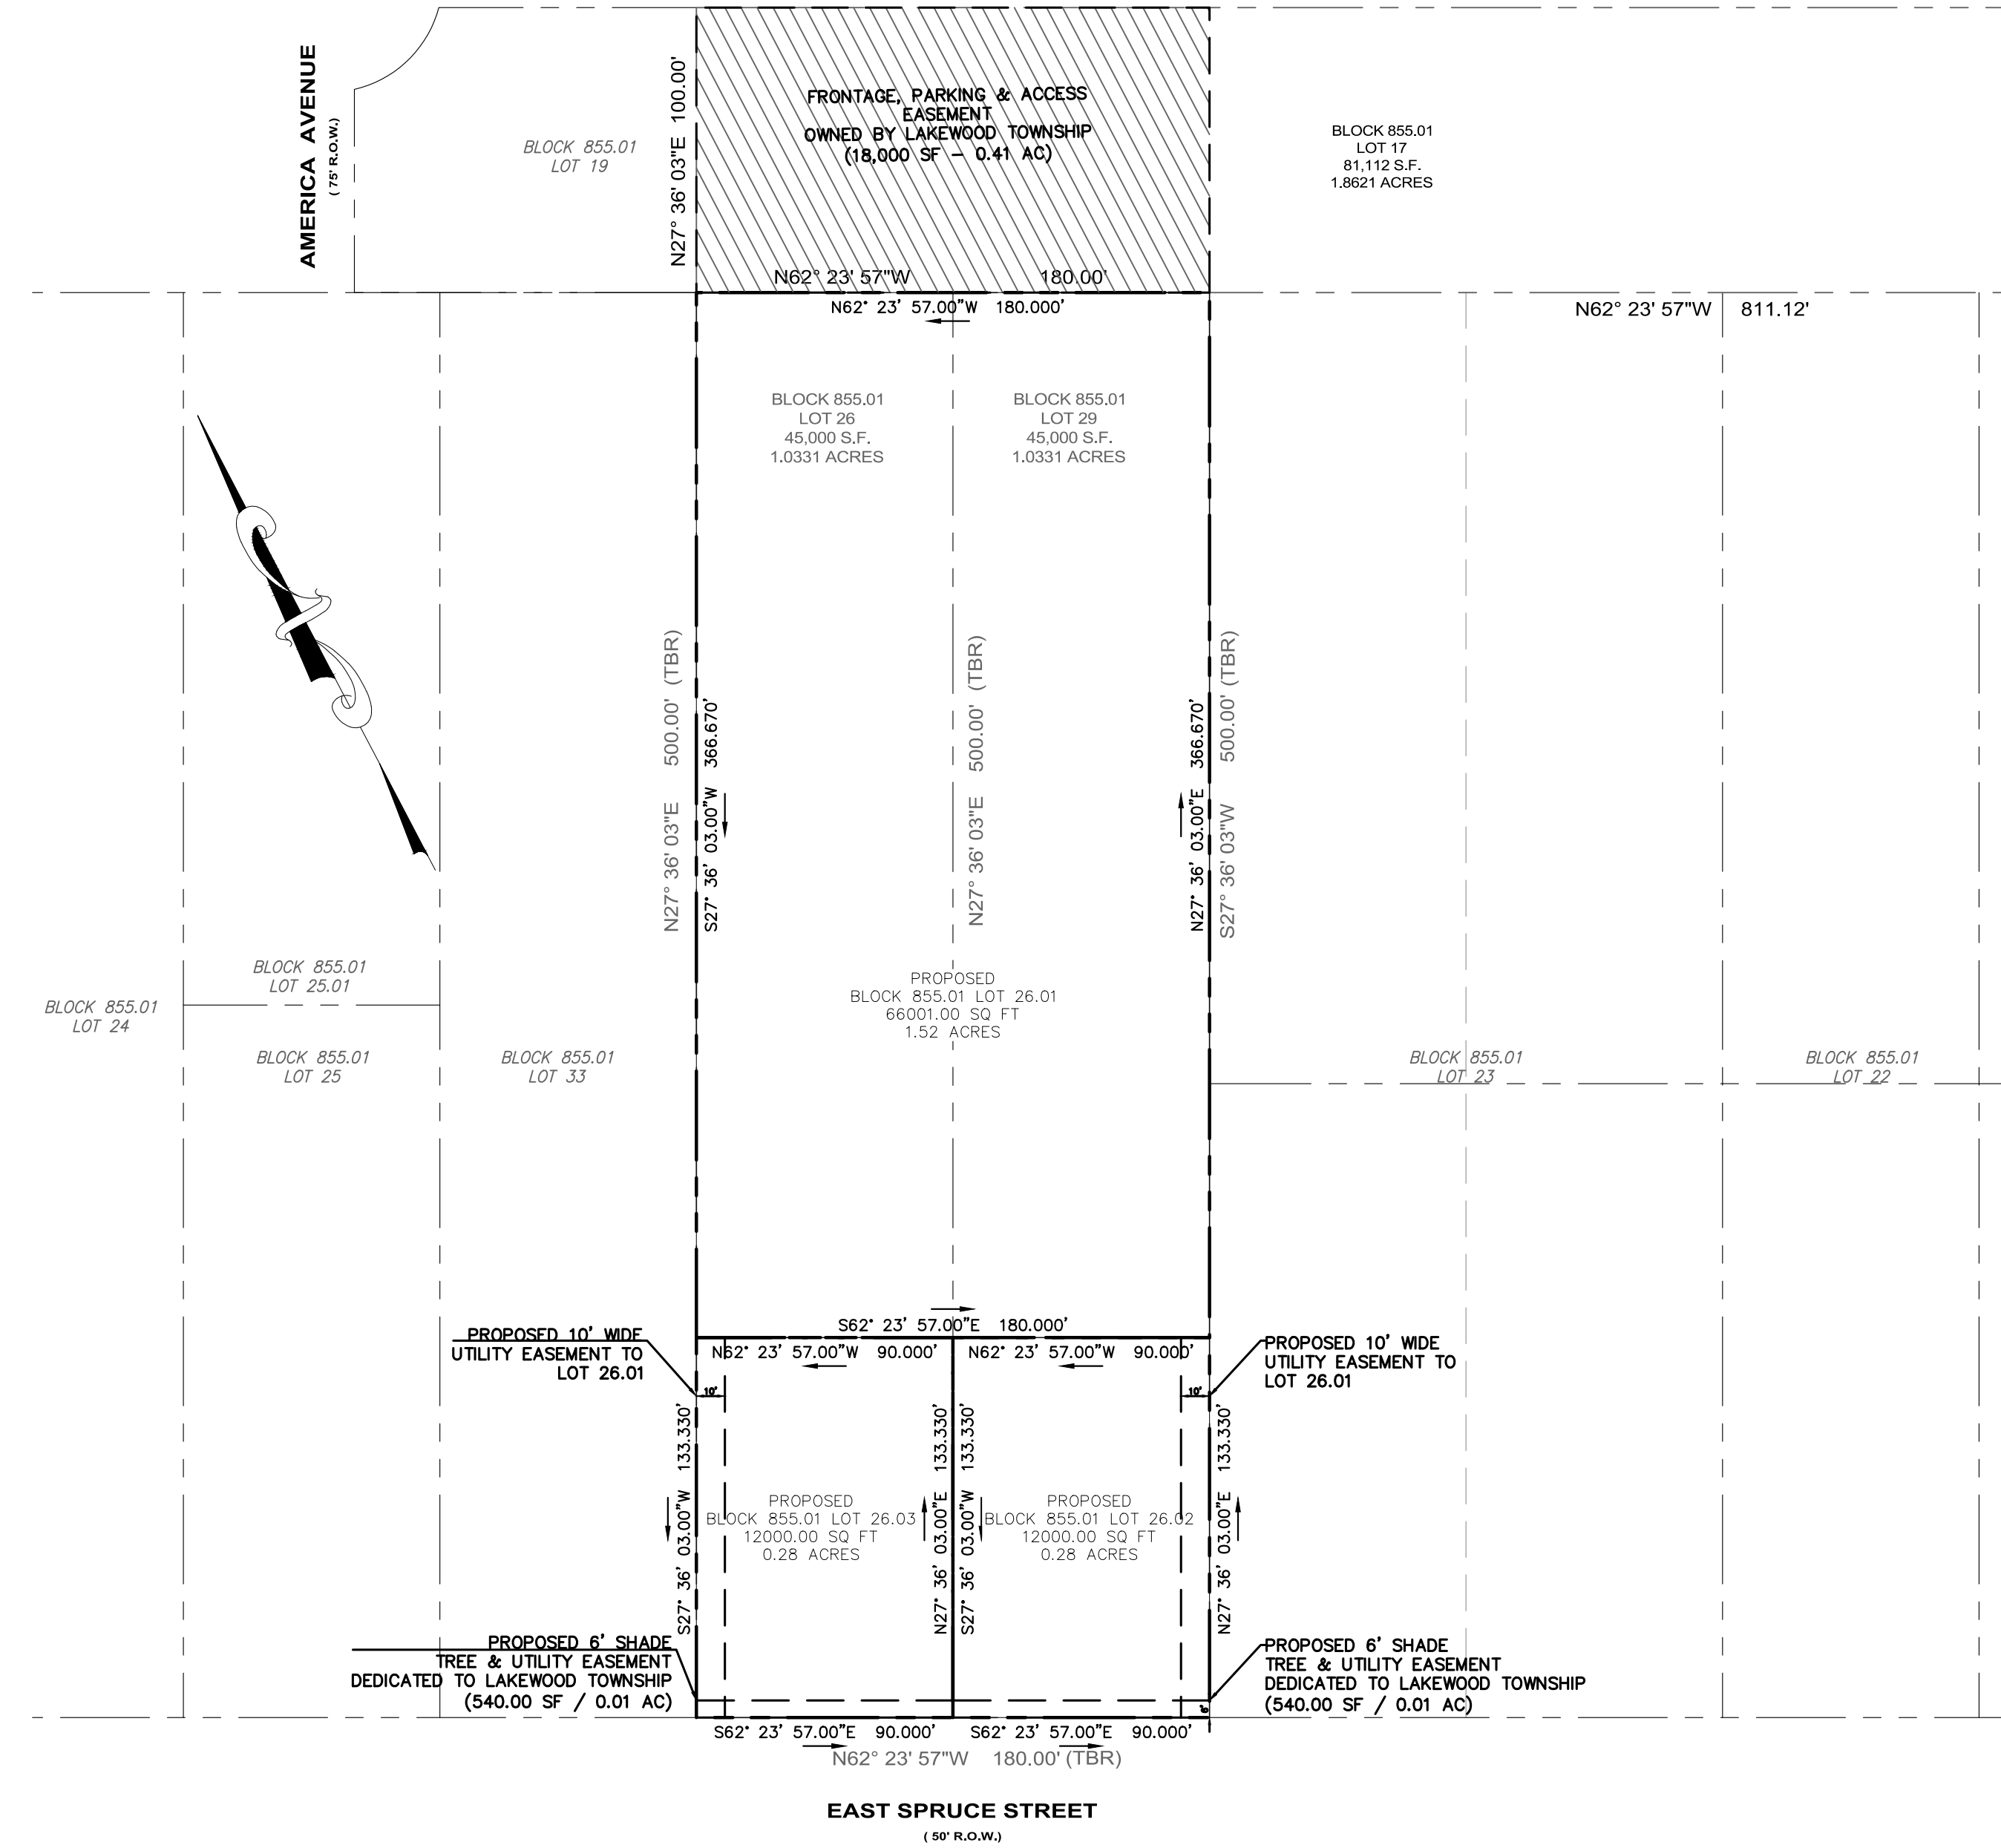 AMERICA AVENUE
( 75' R.O.W.)
BLOCK 855.01
LOT 19
N27° 36' 03"E 100.00'
FRONTAGE, PARKING & ACCESS
EASEMENT
OWNED BY LAKEWOOD TOWNSHIP
(18,000 SF – 0.41 AC)
BLOCK 855.01
LOT 17
81,112 S.F.
1.8621 ACRES
N62° 23' 57"W 180.00'
N62° 23' 57.00"W 180.000'
N62° 23' 57"W 811.12'
BLOCK 855.01
LOT 26
45,000 S.F.
1.0331 ACRES
BLOCK 855.01
LOT 29
45,000 S.F.
1.0331 ACRES
N27° 36' 03"E 500.00' (TBR)
S27° 36' 03.00"W 366.670'
N27° 36' 03"E 500.00' (TBR)
N27° 36' 03.00"E 366.670'
S27° 36' 03"W 500.00' (TBR)
BLOCK 855.01
LOT 24
BLOCK 855.01
LOT 25.01
BLOCK 855.01
LOT 25
BLOCK 855.01
LOT 33
PROPOSED
BLOCK 855.01 LOT 26.01
66001.00 SQ FT
1.52 ACRES
BLOCK 855.01
LOT 23
BLOCK 855.01
LOT 22
S62° 23' 57.00"E 180.000'
PROPOSED 10' WIDE
UTILITY EASEMENT TO
LOT 26.01
N62° 23' 57.00"W 90.000'
N62° 23' 57.00"W 90.000'
PROPOSED 10' WIDE
UTILITY EASEMENT TO
LOT 26.01
10'
10'
S27° 36' 03.00"W 133.330'
PROPOSED
BLOCK 855.01 LOT 26.03
12000.00 SQ FT
0.28 ACRES
N27° 36' 03.00"E 133.330'
S27° 36' 03.00"W 133.330'
PROPOSED
BLOCK 855.01 LOT 26.02
12000.00 SQ FT
0.28 ACRES
N27° 36' 03.00"E 133.330'
PROPOSED 6' SHADE
TREE & UTILITY EASEMENT
DEDICATED TO LAKEWOOD TOWNSHIP
(540.00 SF / 0.01 AC)
PROPOSED 6' SHADE
TREE & UTILITY EASEMENT
DEDICATED TO LAKEWOOD TOWNSHIP
(540.00 SF / 0.01 AC)
6'
S62° 23' 57.00"E 90.000'
S62° 23' 57.00"E 90.000'
N62° 23' 57"W 180.00' (TBR)
EAST SPRUCE STREET
( 50' R.O.W.)